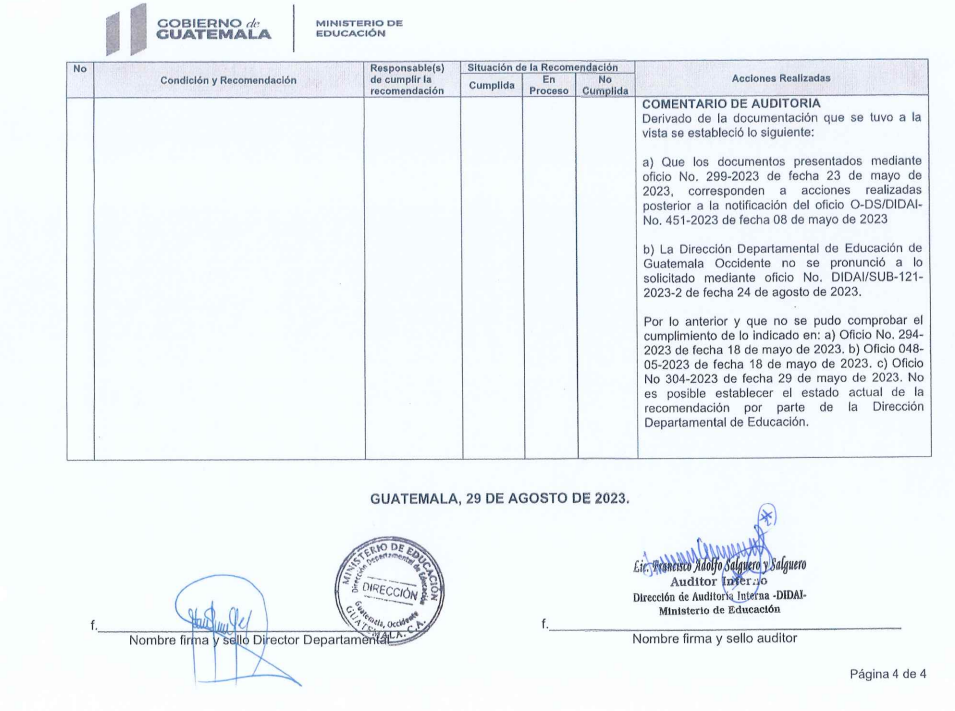 GOBIERNO de
GUATEMALA
MINISTERIO DE
EDUCACIÓN
No
Condición y Recomendación
Responsable(s)
de cumplir la
recomendación
Situación de la Recomendación
Cumplida
En
Proceso
No
Cumplida
Acciones Realizadas
COMENTARIO DE AUDITORIA
Derivado de la documentación que se tuvo a la
vista se estableció lo siguiente:
a) Que los documentos presentados mediante
oficio No. 299-2023 de fecha 23 de mayo de
2023, corresponden a acciones realizadas
posterior a la notificación del oficio O-DS/DIDAI-
No. 451-2023 de fecha 08 de mayo de 2023
b) La Dirección Departamental de Educación de
Guatemala Occidente no se pronunció a lo
solicitado mediante oficio No. DIDAI/SUB-121-
2023-2 de fecha 24 de agosto de 2023.
Por lo anterior y que no se pudo comprobar el
cumplimiento de lo indicado en: a) Oficio No. 294-
2023 de fecha 18 de mayo de 2023. b) Oficio 048-
05-2023 de fecha 18 de mayo de 2023. c) Oficio
No 304-2023 de fecha 29 de mayo de 2023. No
es posible establecer el estado actual de la
recomendación por parte de la Dirección
Departamental de Educación.
GUATEMALA, 29 DE AGOSTO DE 2023.
MINISTERIO DE EDUCACIÓN
Dirección Departamental de Educación
DIRECCIÓN
Guatemala, Occidente
GUATEMALA, C.A.
Lic. Francisco Adolfo Salguero y Salguero
Auditor Interno
Dirección de Auditoría Interna -DIDAI-
Ministerio de Educación
f.
Nombre firma y sello Director Departamental
f.
Nombre firma y sello auditor
Página 4 de 4